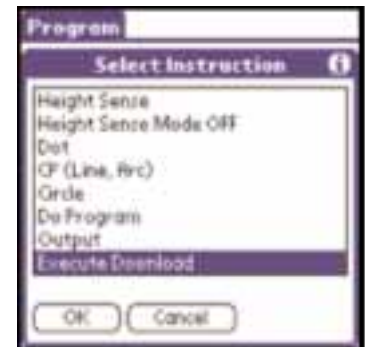 Program
Select Instruction i
Height Sense
Height Sense Mode OFF
Dot
CP (Line, Arc)
Circle
Do Program
Output
Execute Download
OK Cancel